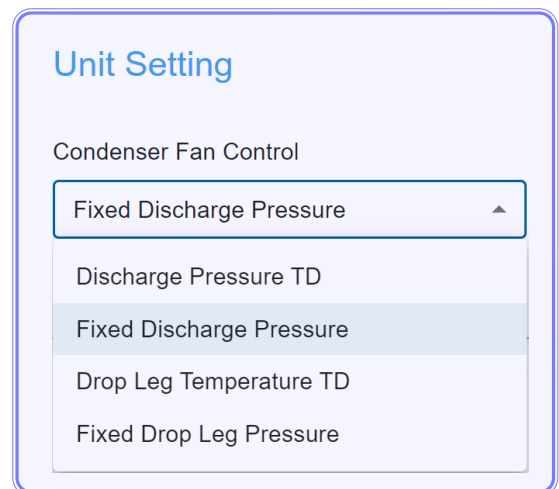 Unit Setting
Condenser Fan Control
Fixed Discharge Pressure
Discharge Pressure TD
Fixed Discharge Pressure
Drop Leg Temperature TD
Fixed Drop Leg Pressure